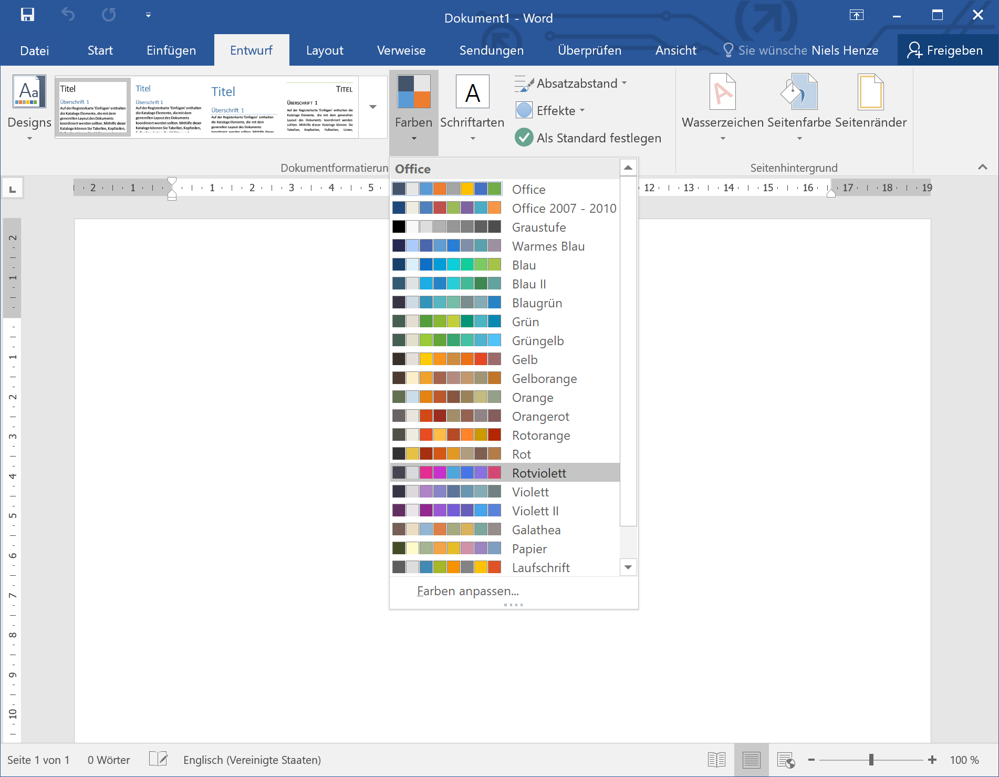 Dokument1 - Word
Datei Start Einfügen Entwurf Layout Verweise Sendungen Überprüfen Ansicht Sie wünsche Niels Henze Freigeben
Aa
Designs
Titel
Überschrift 1
Auf der Registerkarte 'Einfügen' enthalten
die Kataloge Elemente, die mit dem
generellen Layout des Dokuments
koordiniert werden sollten. Mithilfe dieser
Kataloge können Sie Tabellen, Kopfzeilen,
Titel
Überschrift 1
Auf der Registerkarte 'Einfügen' enthalten
die Kataloge Elemente, die mit dem
generellen Layout des Dokuments
koordiniert werden sollten. Mithilfe dieser
Kataloge können Sie Tabellen, Kopfzeilen,
Titel
Überschrift 1
Auf der Registerkarte 'Einfügen' enthalten
die Kataloge Elemente, die mit dem
generellen Layout des Dokuments
koordiniert werden sollten. Mithilfe dieser
TITEL
ÜBERSCHRIFT 1
Auf der Registerkarte 'Einfügen' enthalten die
Kataloge Elemente, die mit dem generellen
Layout des Dokuments koordiniert werden
sollten. Mithilfe dieser Kataloge können Sie
Tabellen, Kopfzeilen, Fußzeilen, Listen,
Farben
A
Schriftarten
Absatzabstand
Effekte
Als Standard festlegen
Dokumentformatierun
A
Wasserzeichen Seitenfarbe Seitenränder
Seitenhintergrund
2 1 1 2 3 4 5 12 13 14 15 16 17 18 19
2
1
1
2
3
4
5
6
7
8
9
10
Office
Office
Office 2007 - 2010
Graustufe
Warmes Blau
Blau
Blau II
Blaugrün
Grün
Grüngelb
Gelb
Gelborange
Orange
Orangerot
Rotorange
Rot
Rotviolett
Violett
Violett II
Galathea
Papier
Laufschrift
Farben anpassen...
Seite 1 von 1 0 Wörter Englisch (Vereinigte Staaten) 100 %